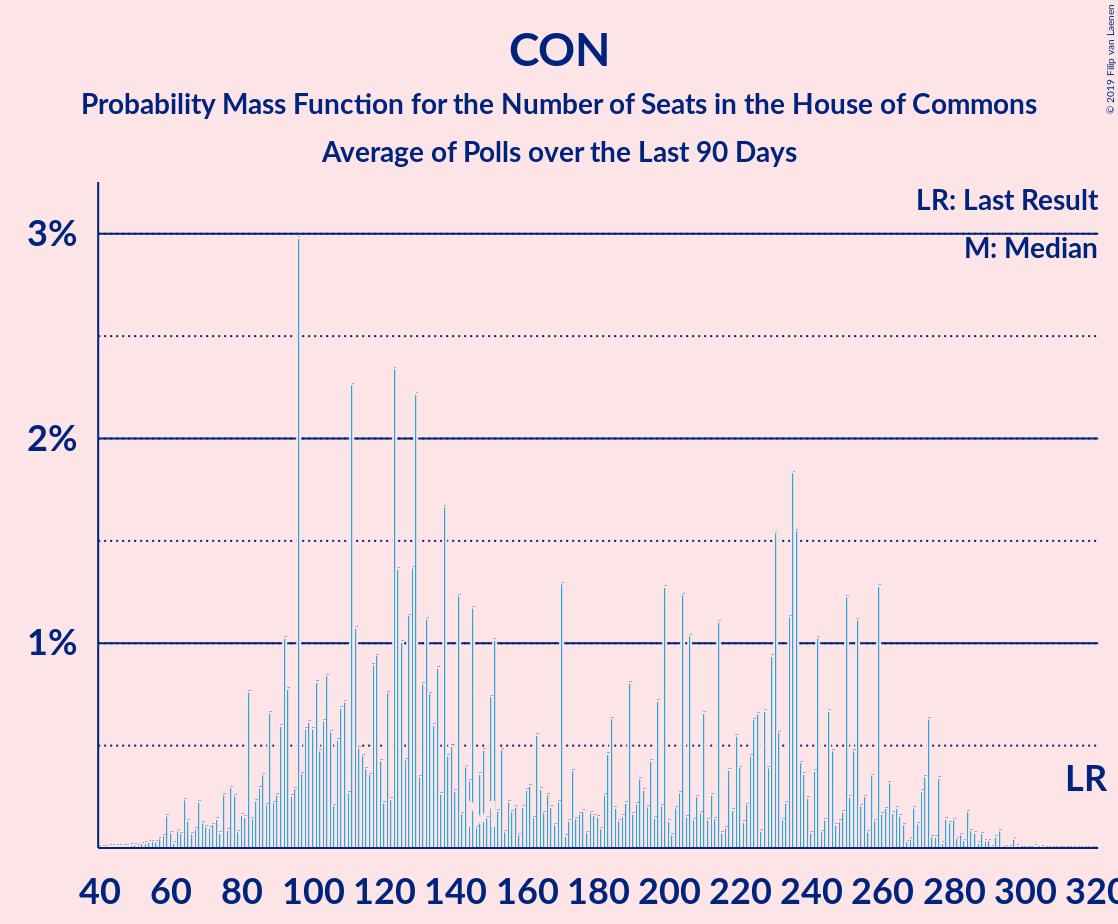 CON
Probability Mass Function for the Number of Seats in the House of Commons
Average of Polls over the Last 90 Days
© 2019 Filip van Laenen
LR: Last Result
M: Median
3%
2%
1%
LR
M
40 60 80 100 120 140 160 180 200 220 240 260 280 300 320